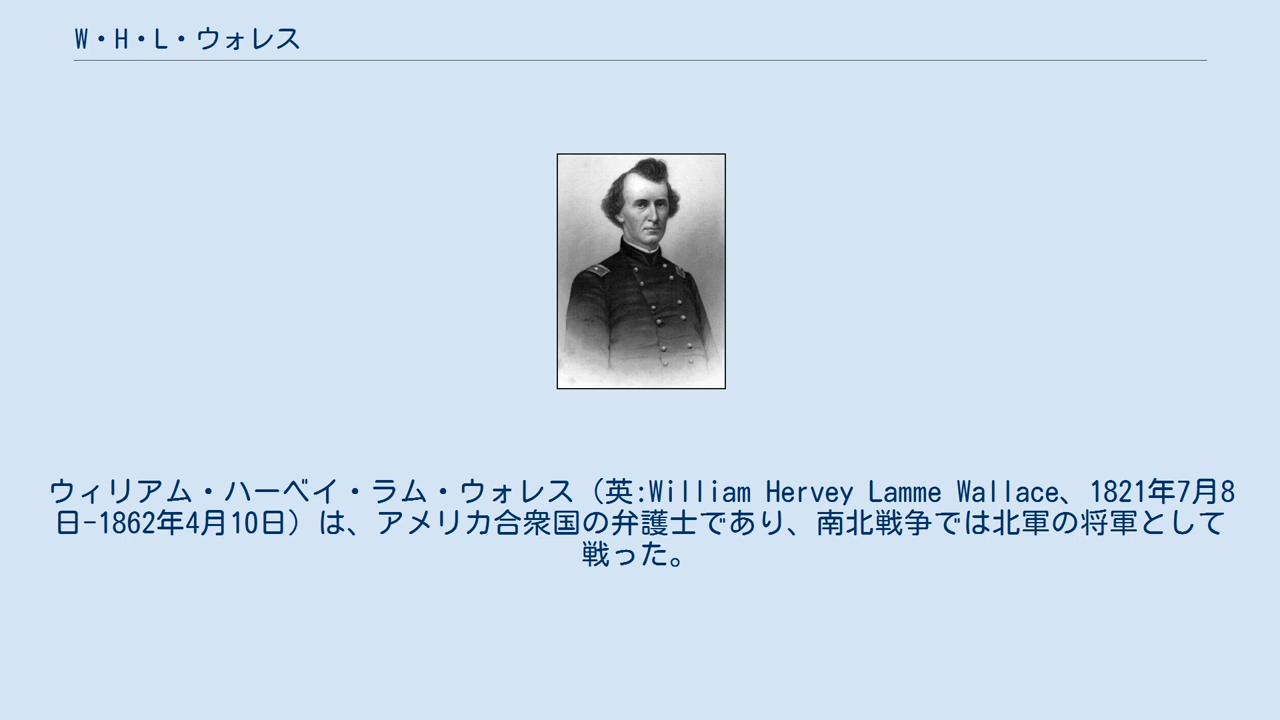 W・H・L・ウォレス
ウィリアム・ハーベイ・ラム・ウォレス（英:William Hervey Lamme Wallace、1821年7月8
日-1862年4月10日）は、アメリカ合衆国の弁護士であり、南北戦争では北軍の将軍として
戦った。